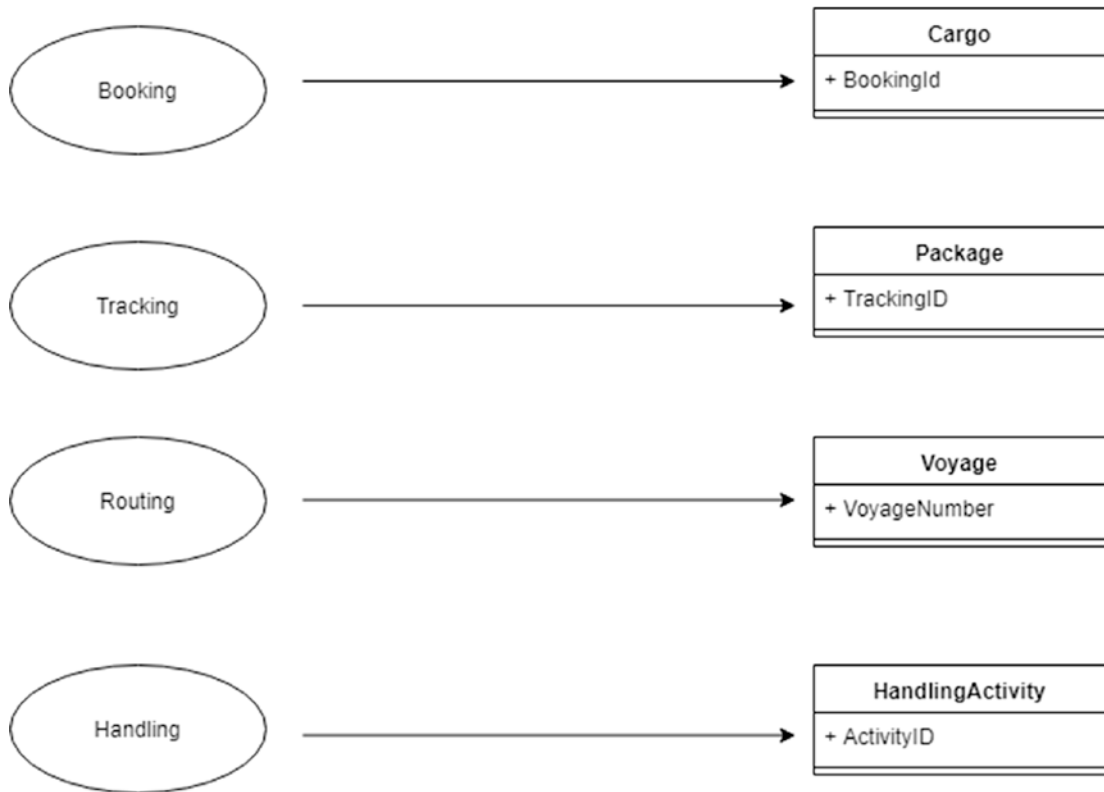 Booking
Cargo
+ BookingId
Tracking
Package
+ TrackingID
Routing
Voyage
+ VoyageNumber
Handling
HandlingActivity
+ ActivityID